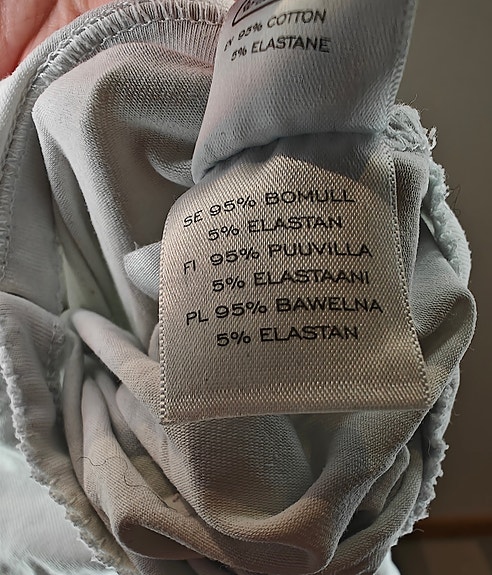 EN 95% COTTON
5% ELASTANE
SE 95% BOMULL
5% ELASTAN
FI 95% PUUVILLA
5% ELASTAANI
PL 95% BAWEŁNA
5% ELASTAN